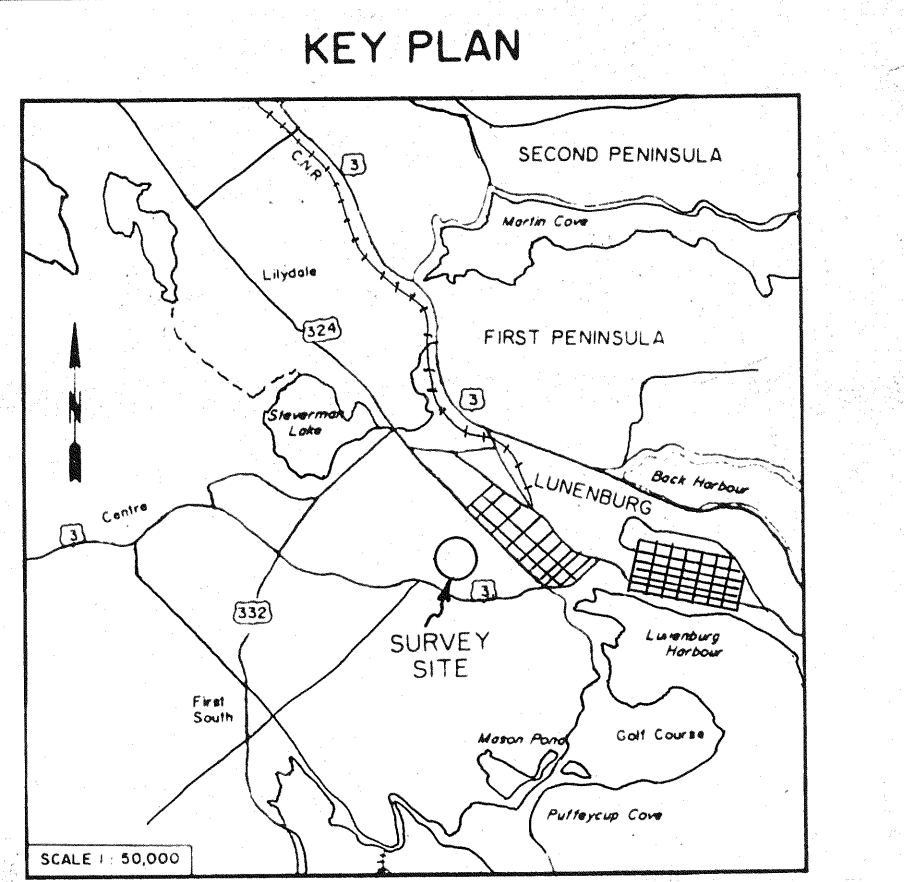 KEY PLAN
SECOND PENINSULA
C.N.R
3
Martin Cove
Lilydale
324
FIRST PENINSULA
3
Steverman
Lake
Back Harbour
LUNENBURG
Centre
3
3
332
SURVEY
SITE
Lunenburg
Harbour
First
South
Mason Pond
Golf Course
Puffeycup Cove
N
SCALE 1 : 50,000